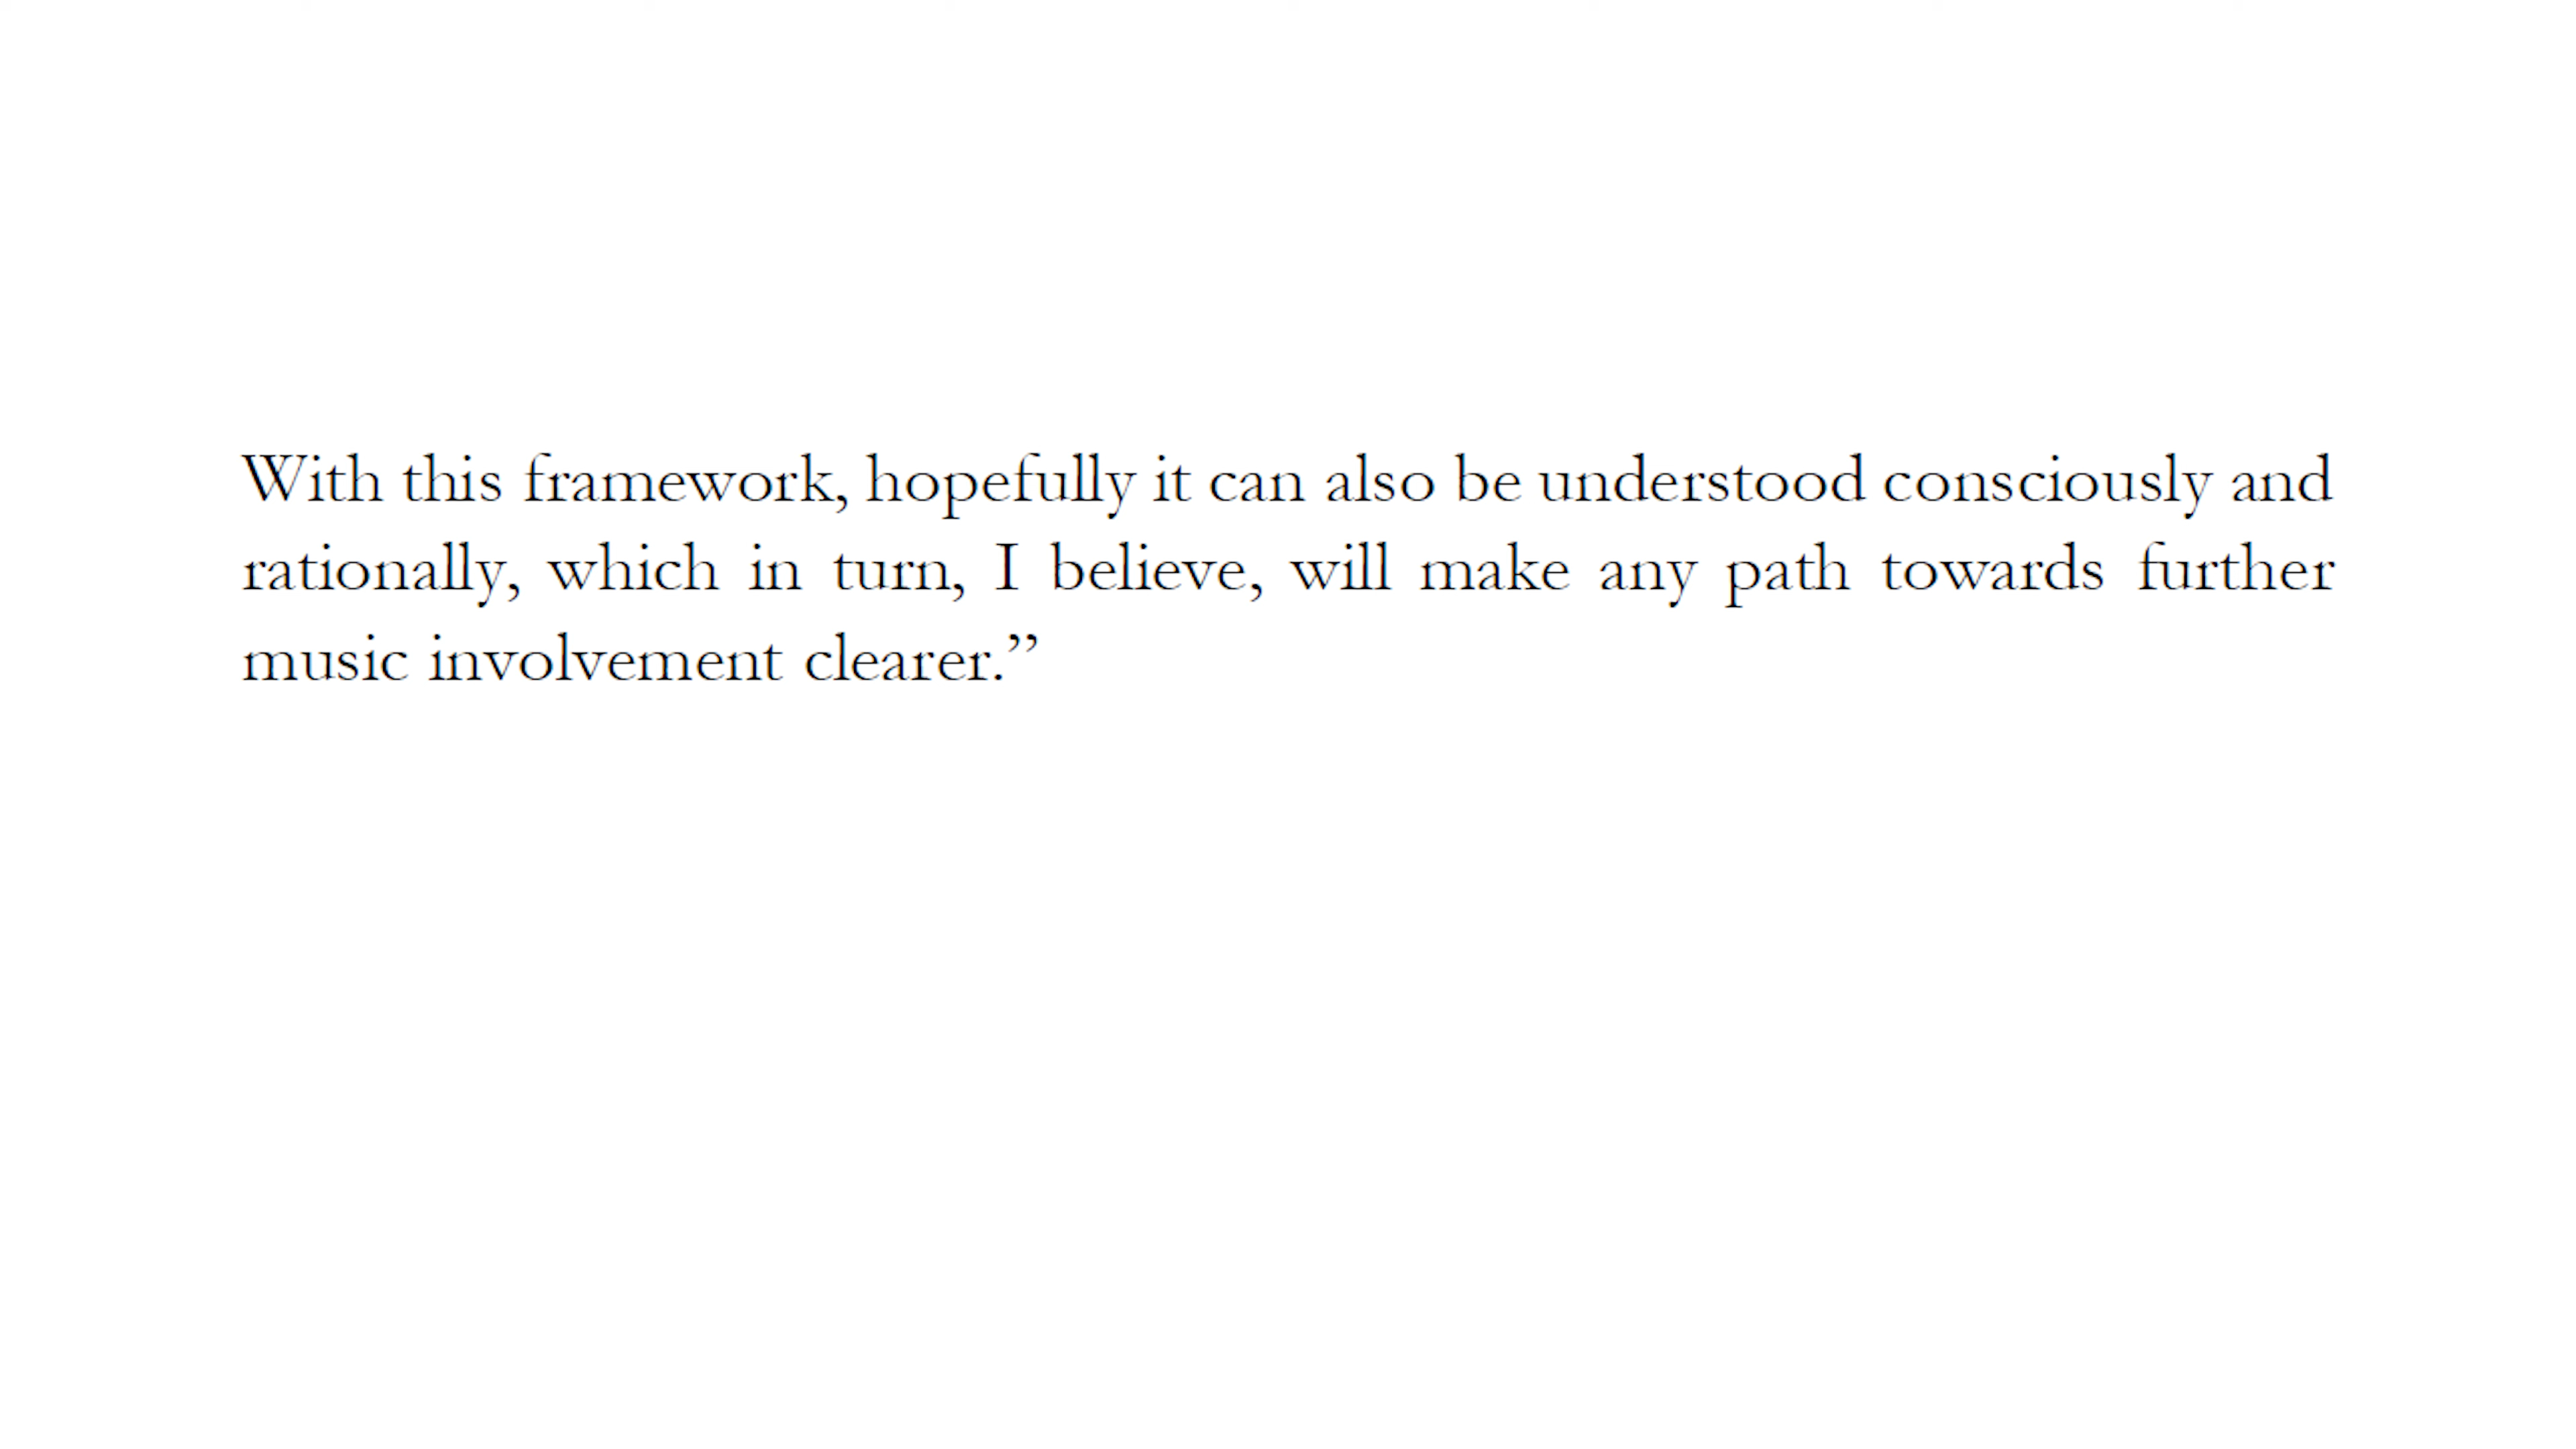 With this framework, hopefully it can also be understood consciously and
rationally, which in turn, I believe, will make any path towards further
music involvement clearer.”